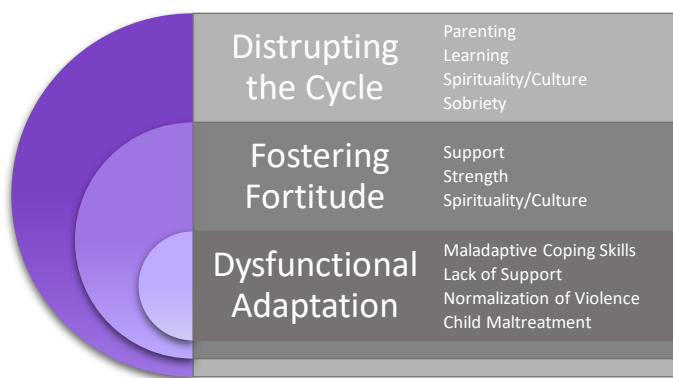 Distrupting
the Cycle
Parenting
Learning
Spirituality/Culture
Sobriety
Fostering
Fortitude
Support
Strength
Spirituality/Culture
Dysfunctional
Adaptation
Maladaptive Coping Skills
Lack of Support
Normalization of Violence
Child Maltreatment